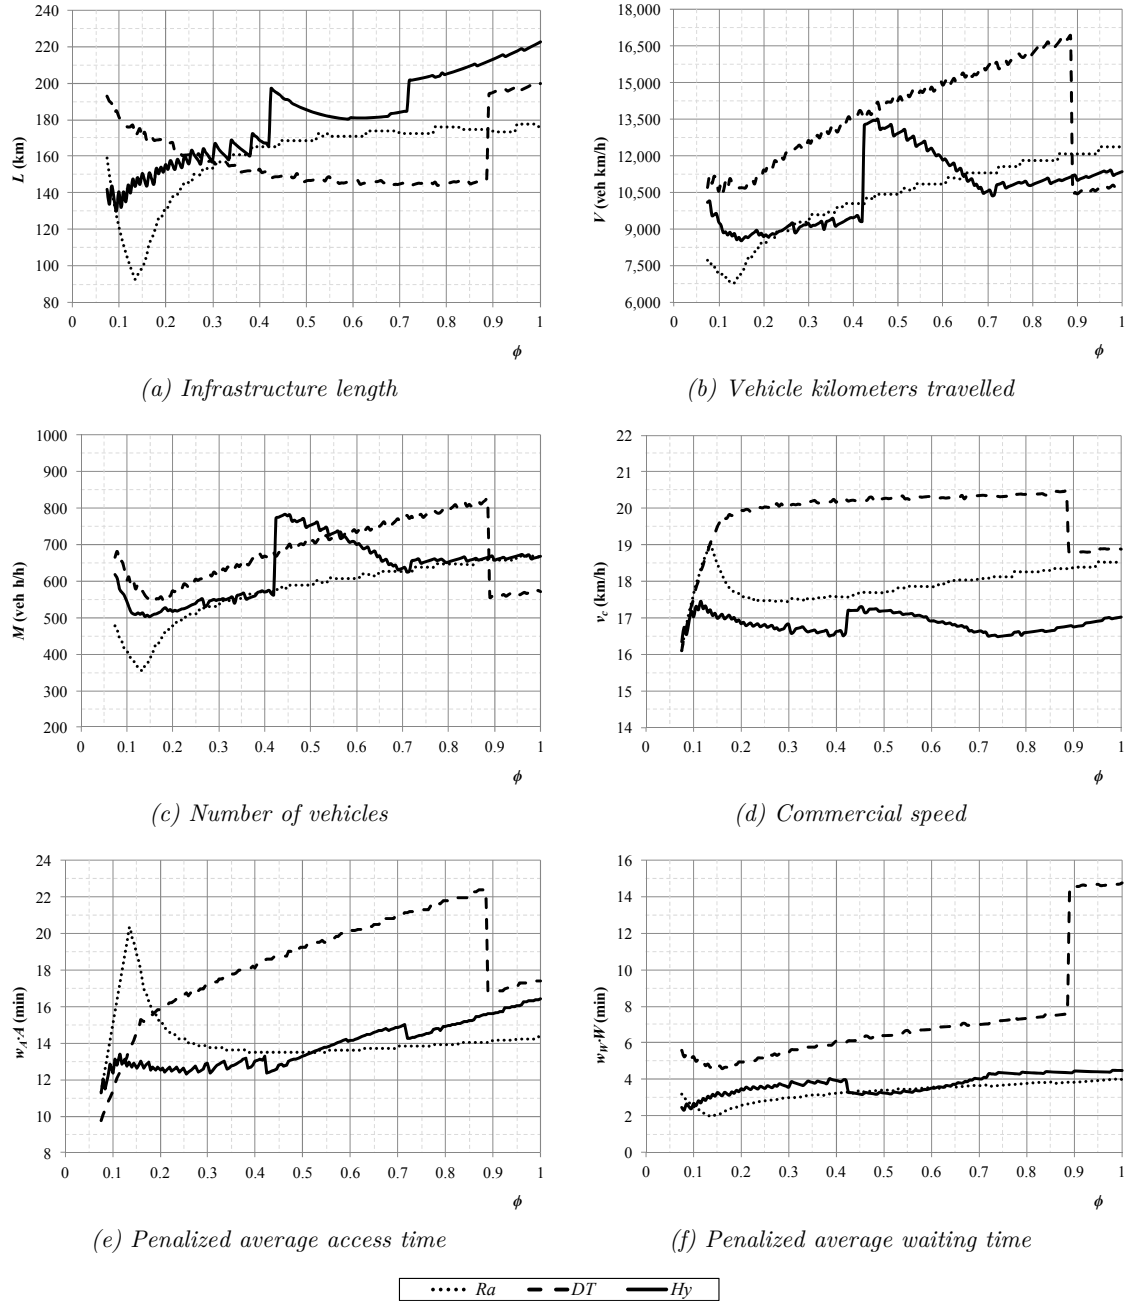 240
220
200
180
160
140
120
100
80
L (km)
0 0.1 0.2 0.3 0.4 0.5 0.6 0.7 0.8 0.9 1
ϕ
(a) Infrastructure length
18,000
16,500
15,000
13,500
12,000
10,500
9,000
7,500
6,000
V (veh km/h)
0 0.1 0.2 0.3 0.4 0.5 0.6 0.7 0.8 0.9 1
ϕ
(b) Vehicle kilometers travelled
1000
900
800
700
600
500
400
300
200
M (veh h/h)
0 0.1 0.2 0.3 0.4 0.5 0.6 0.7 0.8 0.9 1
ϕ
(c) Number of vehicles
22
21
20
19
18
17
16
15
14
v_c (km/h)
0 0.1 0.2 0.3 0.4 0.5 0.6 0.7 0.8 0.9 1
ϕ
(d) Commercial speed
24
22
20
18
16
14
12
10
8
w_A·A (min)
0 0.1 0.2 0.3 0.4 0.5 0.6 0.7 0.8 0.9 1
ϕ
(e) Penalized average access time
16
14
12
10
8
6
4
2
0
w_W·W (min)
0 0.1 0.2 0.3 0.4 0.5 0.6 0.7 0.8 0.9 1
ϕ
(f) Penalized average waiting time
Ra DT Hy